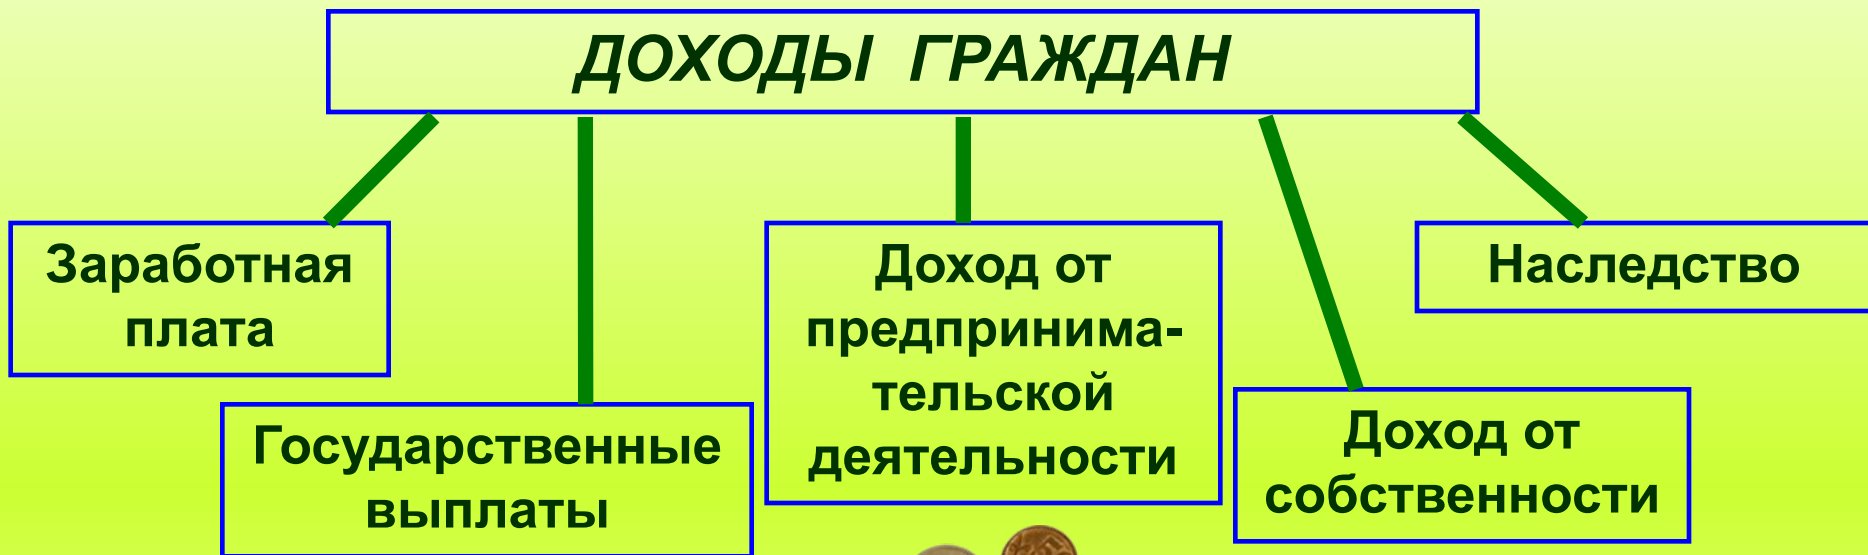 ДОХОДЫ ГРАЖДАН
Заработная
плата
Государственные
выплаты
Доход от
предпринима-
тельской
деятельности
Доход от
собственности
Наследство